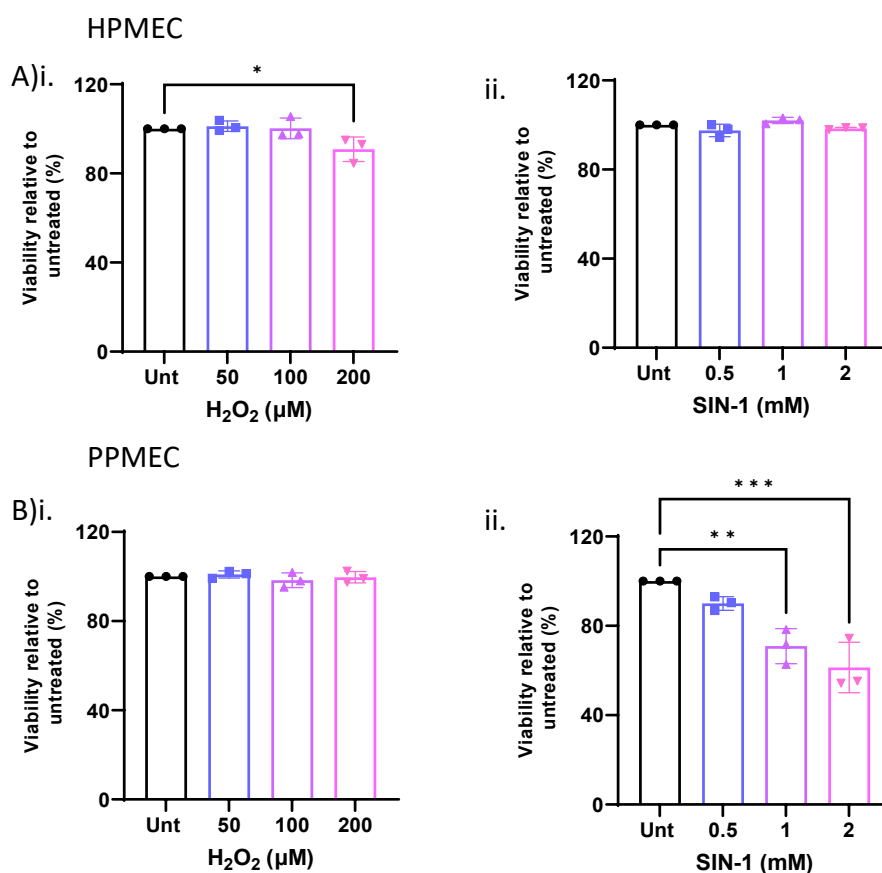 HPMEC
A)i.
Viability relative to
untreated (%)
120
80
40
0
*
Unt 50 100 200
H₂O₂ (µM)
ii.
Viability relative to
untreated (%)
120
80
40
0
Unt 0.5 1 2
SIN-1 (mM)
PPMEC
B)i.
Viability relative to
untreated (%)
120
80
40
0
Unt 50 100 200
H₂O₂ (µM)
ii.
Viability relative to
untreated (%)
120
80
40
0
***
**
Unt 0.5 1 2
SIN-1 (mM)